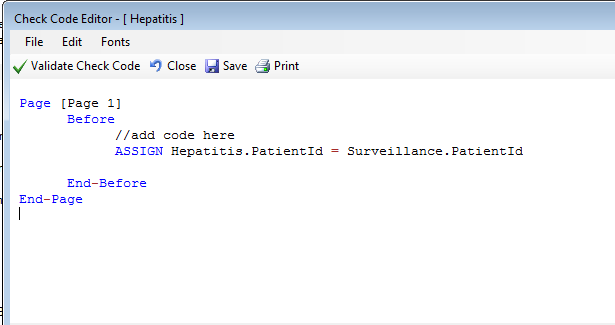 Check Code Editor - [ Hepatitis ]
File Edit Fonts
Validate Check Code Close Save Print
Page [Page 1]
Before
//add code here
ASSIGN Hepatitis.PatientId = Surveillance.PatientId
End-Before
End-Page